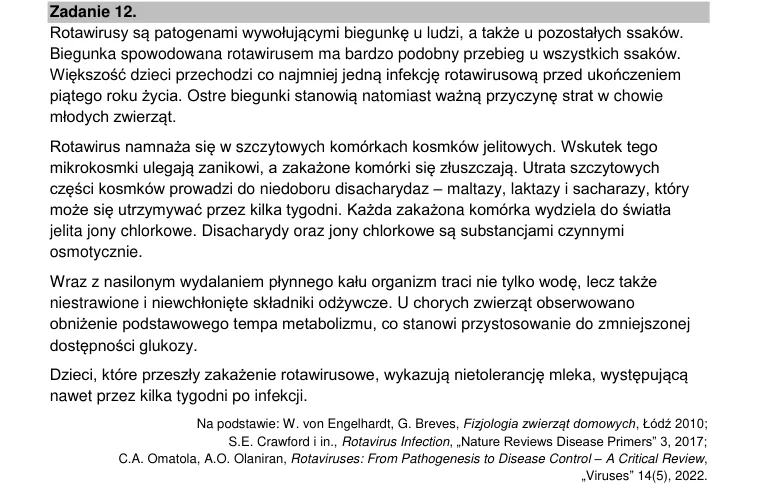 Zadanie 12.
Rotawirusy są patogenami wywołującymi biegunkę u ludzi, a także u pozostałych ssaków.
Biegunka spowodowana rotawirusem ma bardzo podobny przebieg u wszystkich ssaków.
Większość dzieci przechodzi co najmniej jedną infekcję rotawirusową przed ukończeniem
piątego roku życia. Ostre biegunki stanowią natomiast ważną przyczynę strat w chowie
młodych zwierząt.
Rotawirus namnaża się w szczytowych komórkach kosmków jelitowych. Wskutek tego
mikrokosmki ulegają zanikowi, a zakażone komórki się złuszczają. Utrata szczytowych
części kosmków prowadzi do niedoboru disacharydaz – maltazy, laktazy i sacharazy, który
może się utrzymywać przez kilka tygodni. Każda zakażona komórka wydziela do światła
jelita jony chlorkowe. Disacharydy oraz jony chlorkowe są substancjami czynnymi
osmotycznie.
Wraz z nasilonym wydalaniem płynnego kału organizm traci nie tylko wodę, lecz także
niestrawione i niewchłonięte składniki odżywcze. U chorych zwierząt obserwowano
obniżenie podstawowego tempa metabolizmu, co stanowi przystosowanie do zmniejszonej
dostępności glukozy.
Dzieci, które przeszły zakażenie rotawirusowe, wykazują nietolerancję mleka, występującą
nawet przez kilka tygodni po infekcji.
Na podstawie: W. von Engelhardt, G. Breves, Fizjologia zwierząt domowych, Łódź 2010;
S.E. Crawford i in., Rotavirus Infection, „Nature Reviews Disease Primers” 3, 2017;
C.A. Omatola, A.O. Olaniran, Rotaviruses: From Pathogenesis to Disease Control – A Critical Review,
„Viruses” 14(5), 2022.